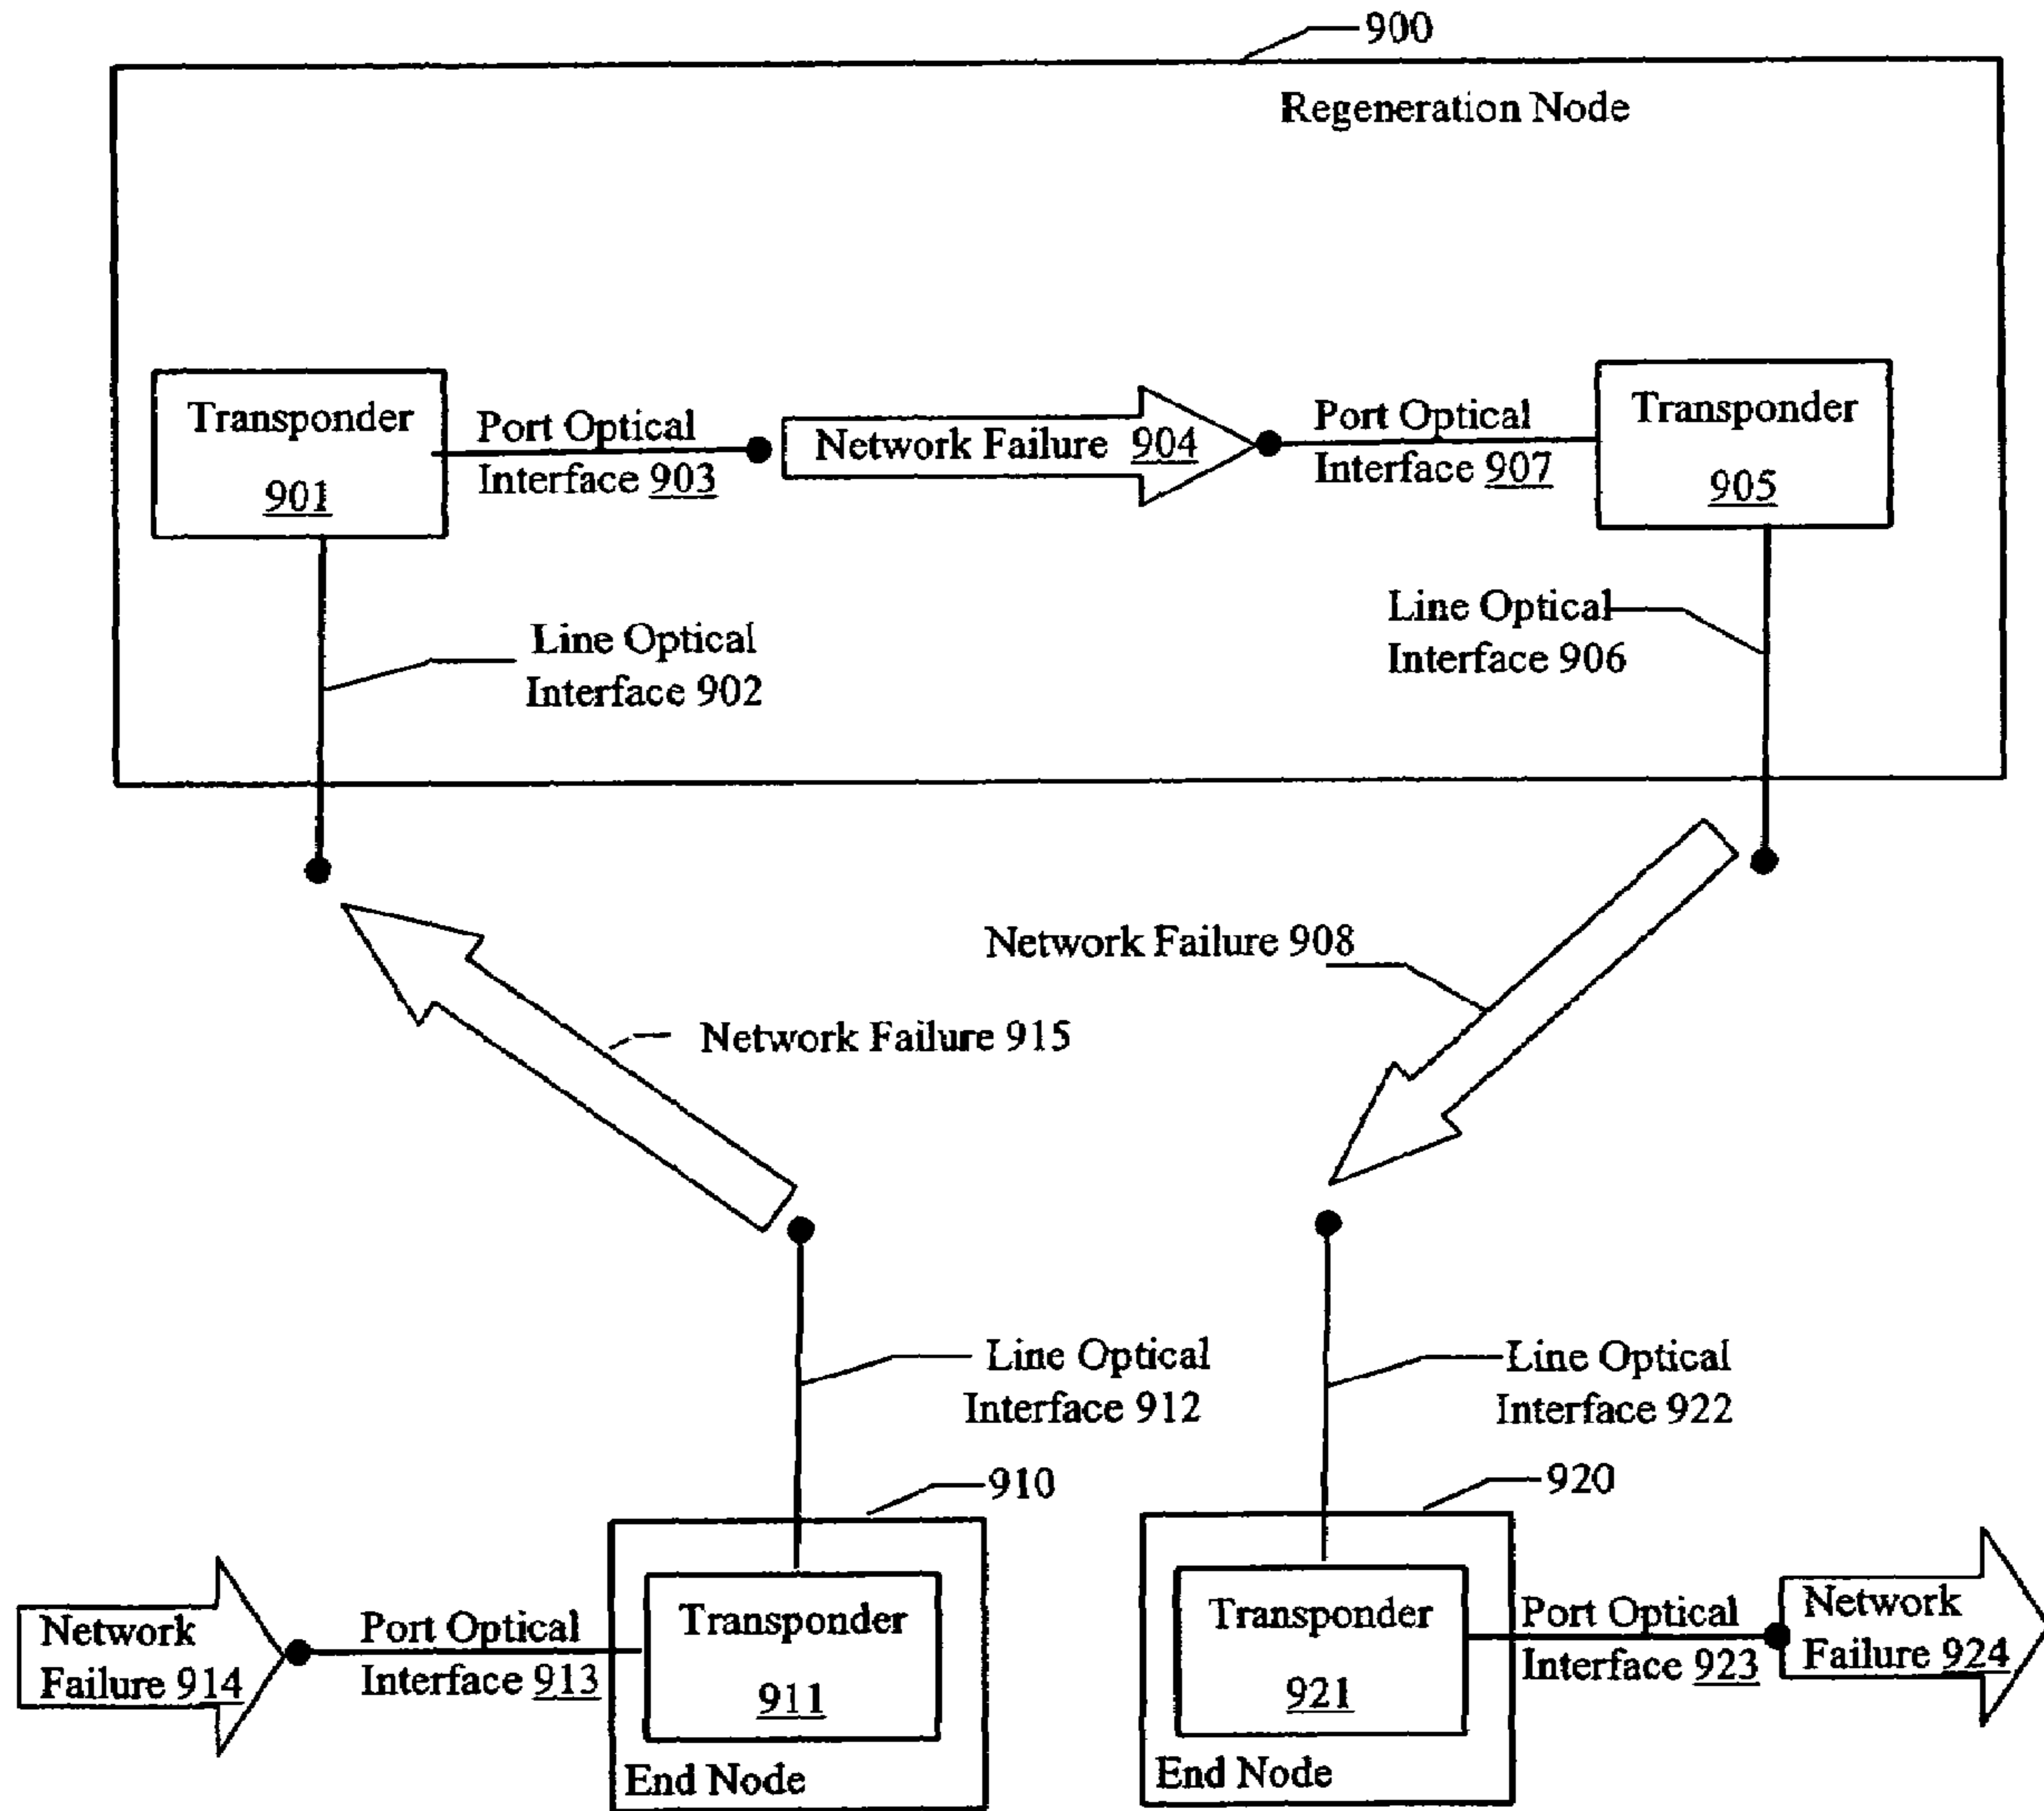 900
Regeneration Node
Transponder
901
Port Optical
Interface 903
Network Failure 904
Port Optical
Interface 907
Transponder
905
Line Optical
Interface 902
Line Optical
Interface 906
Network Failure 908
Network Failure 915
Line Optical
Interface 912
Line Optical
Interface 922
910
920
Network
Failure 914
Port Optical
Interface 913
Transponder
911
End Node
Transponder
921
End Node
Port Optical
Interface 923
Network
Failure 924